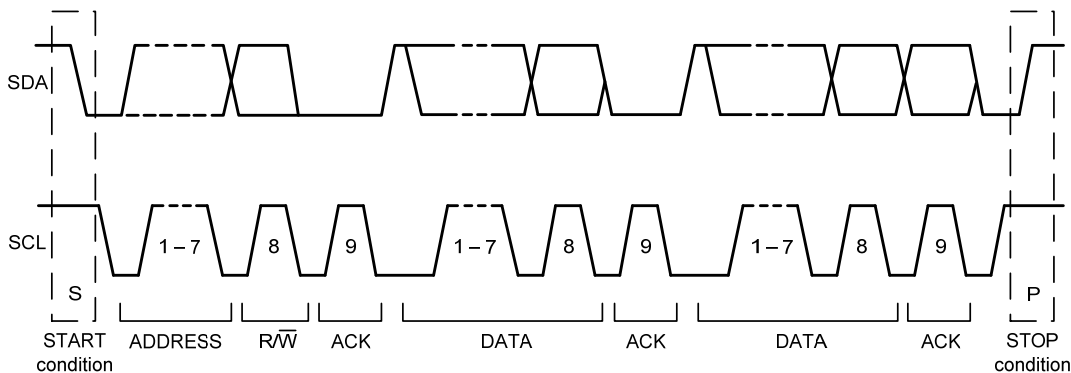 SDA
SCL
1 – 7
8
9
1 – 7
8
9
1 – 7
8
9
S
P
START
condition
ADDRESS
R/W̅
ACK
DATA
ACK
DATA
ACK
STOP
condition